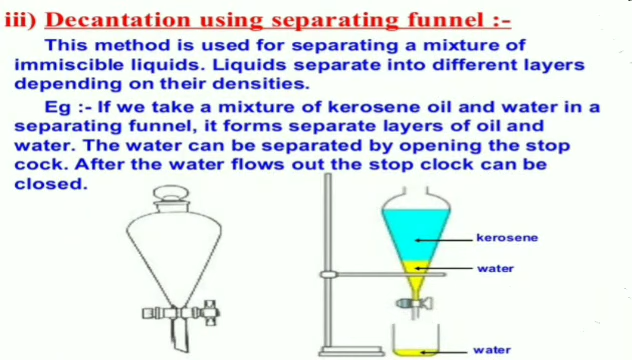 iii) Decantation using separating funnel :-
This method is used for separating a mixture of
immiscible liquids. Liquids separate into different layers
depending on their densities.
Eg :- If we take a mixture of kerosene oil and water in a
separating funnel, it forms separate layers of oil and
water. The water can be separated by opening the stop
cock. After the water flows out the stop clock can be
closed.
kerosene
water
water